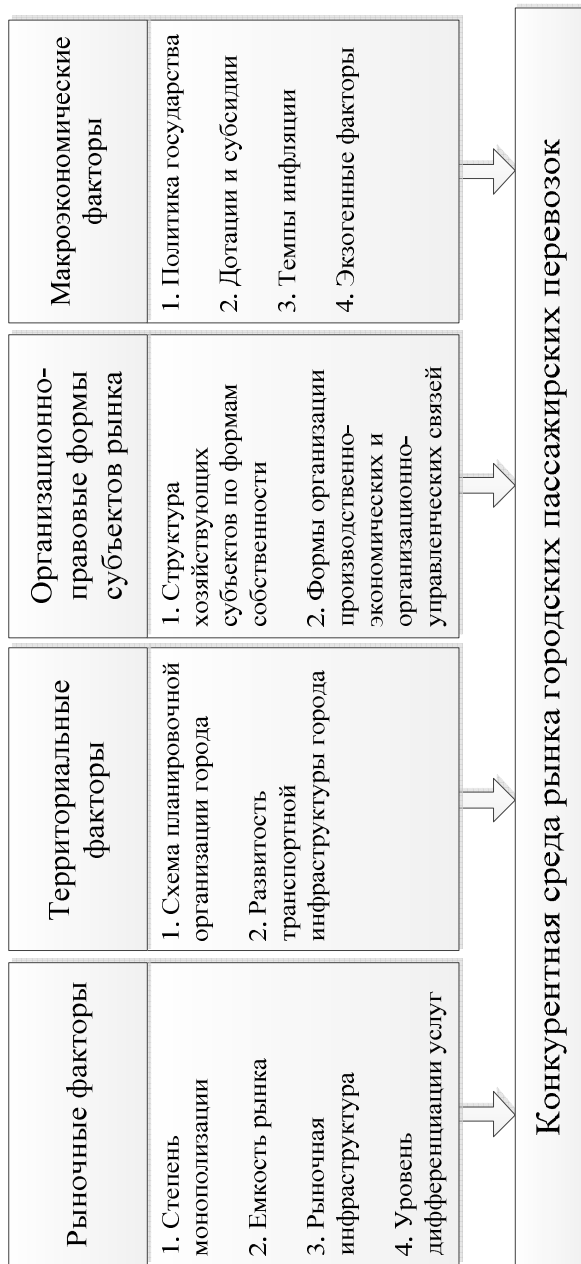 Рыночные факторы
1. Степень
монополизации
2. Емкость рынка
3. Рыночная
инфраструктура
4. Уровень
дифференциации услуг
Территориальные
факторы
1. Схема планировочной
организации города
2. Развитость
транспортной
инфраструктуры города
Организационно-
правовые формы
субъектов рынка
1. Структура
хозяйствующих
субъектов по формам
собственности
2. Формы организации
производственно-
экономических и
организационно-
управленческих связей
Макроэкономические
факторы
1. Политика государства
2. Дотации и субсидии
3. Темпы инфляции
4. Экзогенные факторы
Конкурентная среда рынка городских пассажирских перевозок